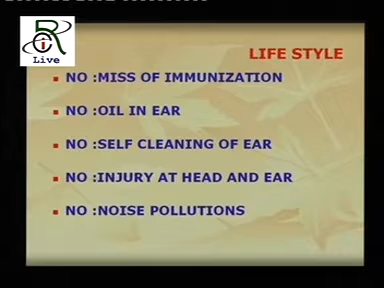 R
i
Live
LIFE STYLE
NO :MISS OF IMMUNIZATION
NO :OIL IN EAR
NO :SELF CLEANING OF EAR
NO :INJURY AT HEAD AND EAR
NO :NOISE POLLUTIONS